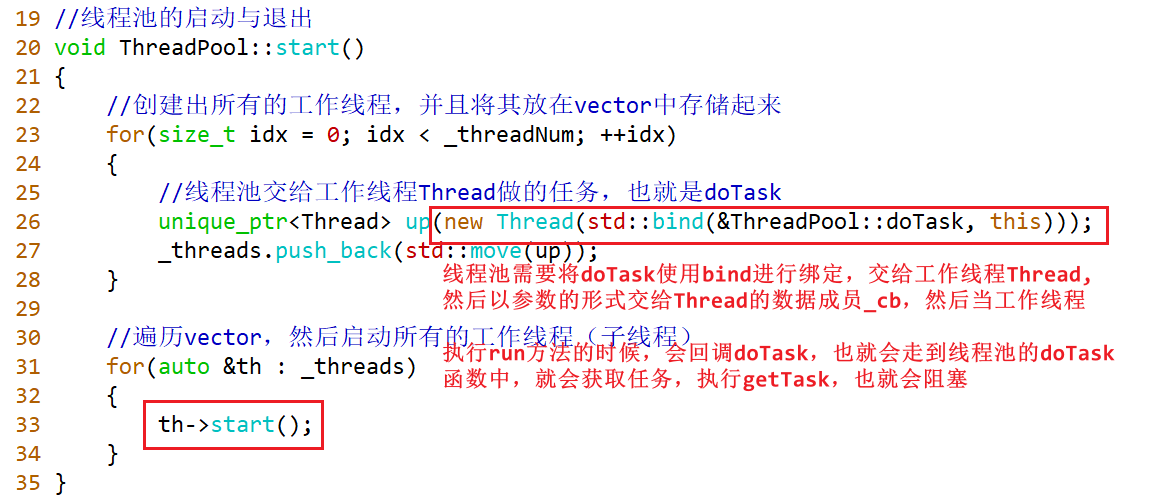 19 //线程池的启动与退出
20 void ThreadPool::start()
21 {
22     //创建出所有的工作线程，并且将其放在vector中存储起来
23     for(size_t idx = 0; idx < _threadNum; ++idx)
24     {
25         //线程池交给工作线程Thread做的任务，也就是doTask
26         unique_ptr<Thread> up(new Thread(std::bind(&ThreadPool::doTask, this)));
27         _threads.push_back(std::move(up));
28     }
线程池需要将doTask使用bind进行绑定，交给工作线程Thread,
然后以参数的形式交给Thread的数据成员_cb，然后当工作线程
29
30     //遍历vector，然后启动所有的工作线程（子线程）
执行run方法的时候，会回调doTask，也就会走到线程池的doTask
31     for(auto &th : _threads)
函数中，就会获取任务，执行getTask，也就会阻塞
32     {
33         th->start();
34     }
35 }